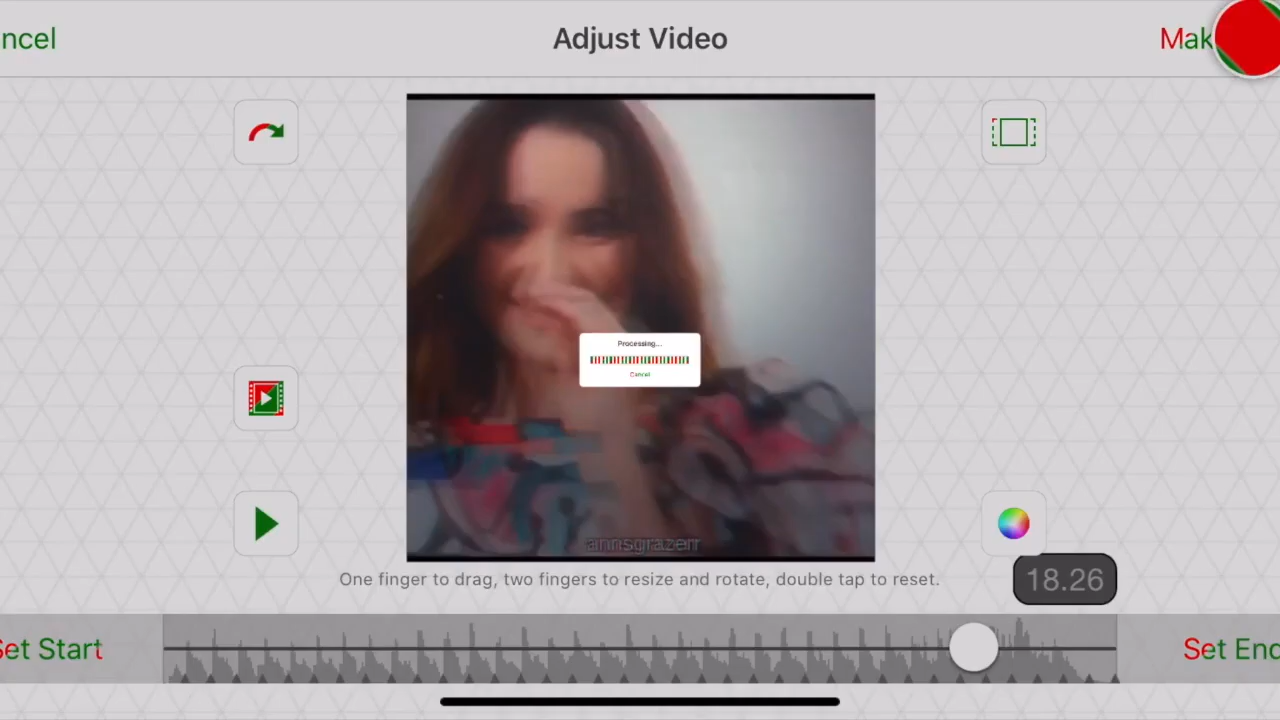 ncel
Adjust Video
Mak
Processing...
Cancel
annsgrazerr
One finger to drag, two fingers to resize and rotate, double tap to reset.
18.26
Set Start
Set End